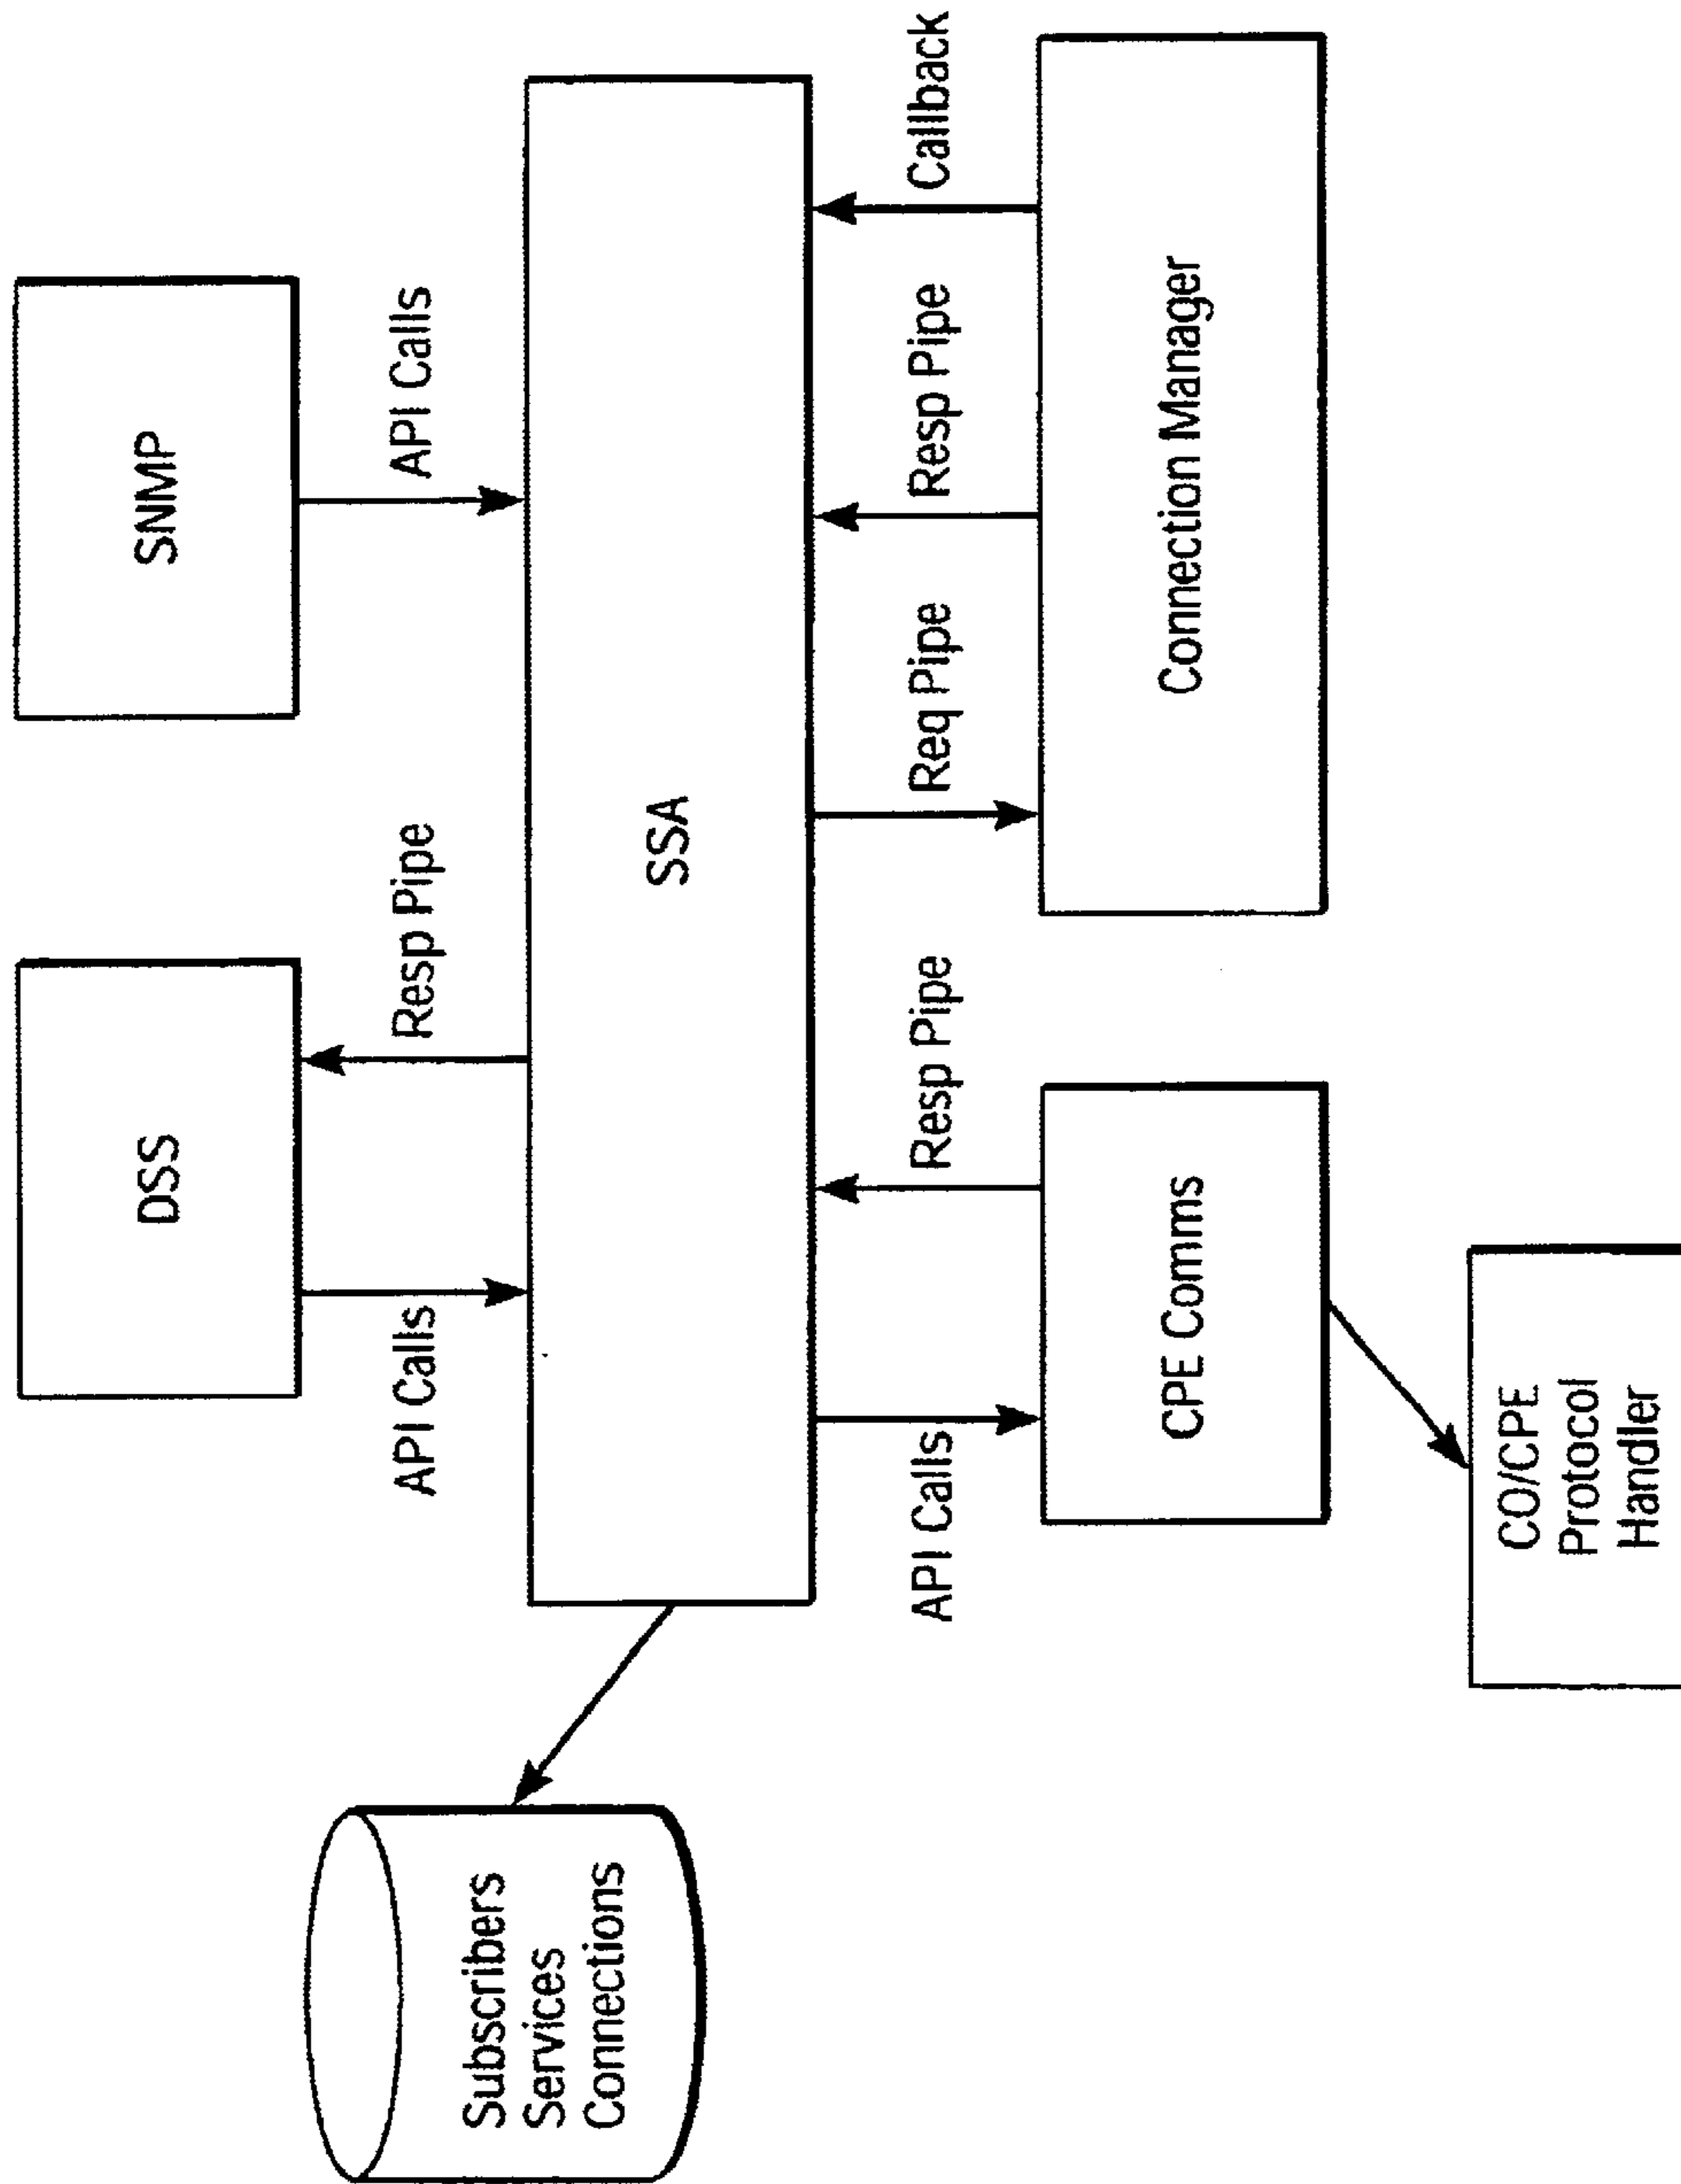 DSS
SNMP
API Calls
Resp Pipe
API Calls
Subscribers
Services
Connections
SSA
API Calls
Resp Pipe
Req Pipe
Resp Pipe
Callback
CPE Comms
Connection Manager
CO/CPE
Protocol
Handler